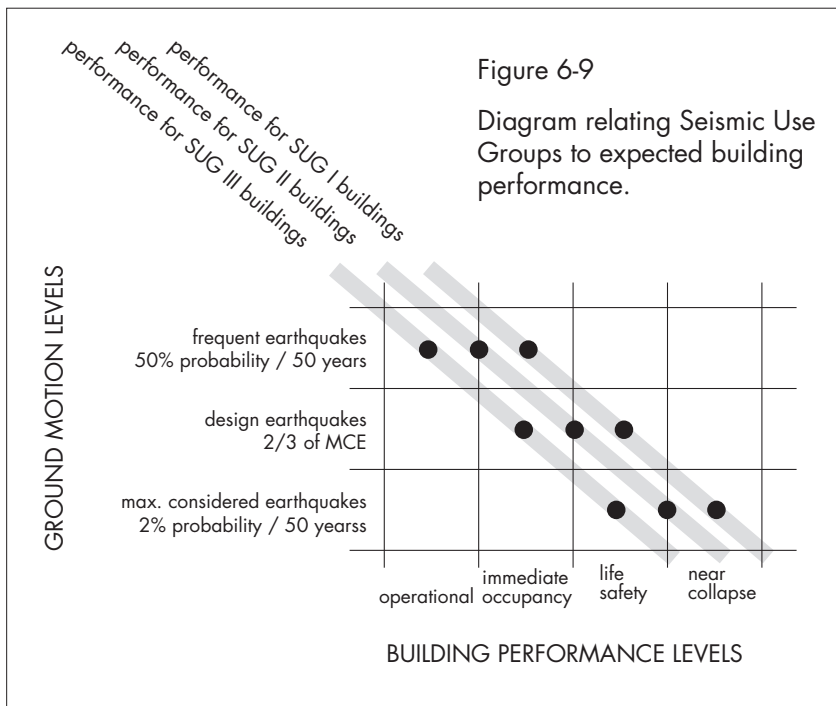 performance for SUG I buildings
performance for SUG II buildings
performance for SUG III buildings
Figure 6-9
Diagram relating Seismic Use
Groups to expected building
performance.
GROUND MOTION LEVELS
frequent earthquakes
50% probability / 50 years
design earthquakes
2/3 of MCE
max. considered earthquakes
2% probability / 50 yearss
operational
immediate
occupancy
life
safety
near
collapse
BUILDING PERFORMANCE LEVELS